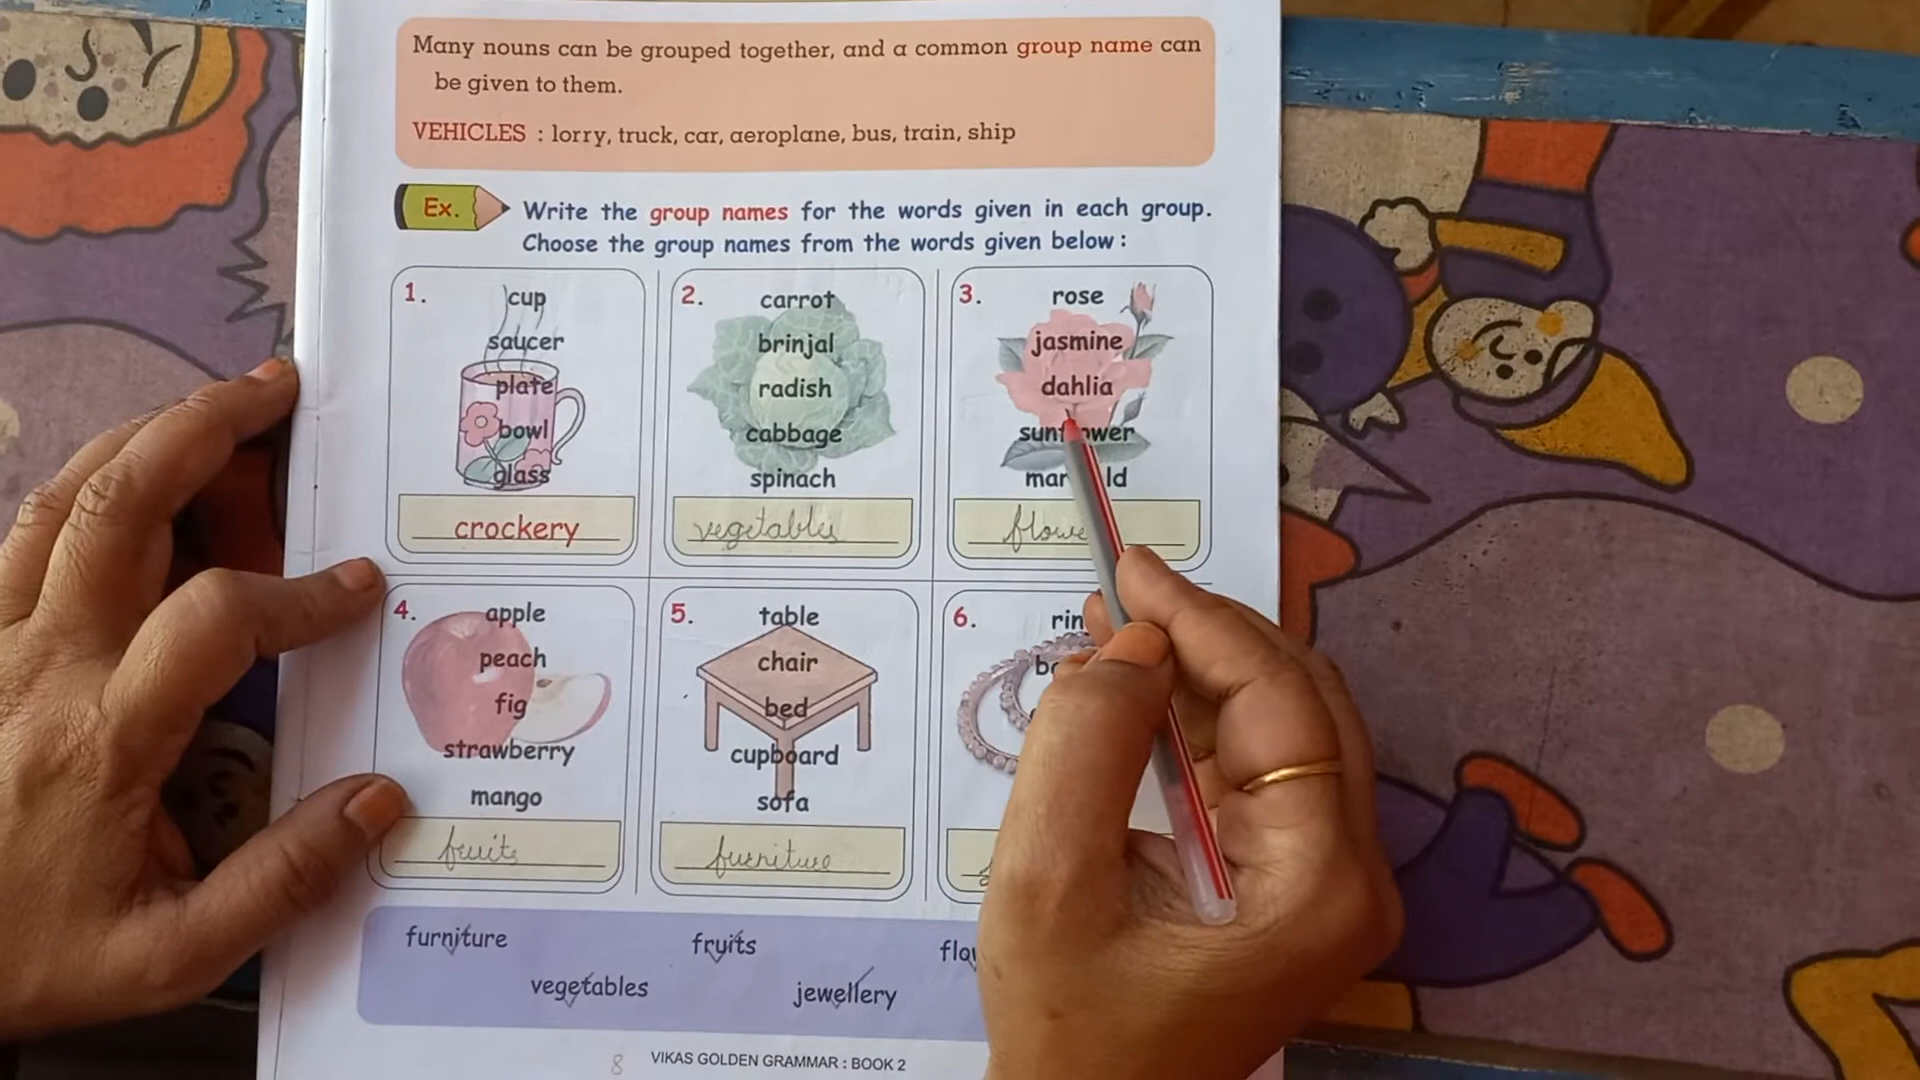 Many nouns can be grouped together, and a common group name can
be given to them.
VEHICLES : lorry, truck, car, aeroplane, bus, train, ship
Ex. Write the group names for the words given in each group.
Choose the group names from the words given below :
1.
cup
saucer
plate
bowl
glass
crockery
2.
carrot
brinjal
radish
cabbage
spinach
vegetables
3.
rose
jasmine
dahlia
4.
apple
peach
fig
strawberry
mango
fruits
5.
table
chair
bed
cupboard
sofa
furniture
6.
furniture fruits
vegetables jewellery
8 VIKAS GOLDEN GRAMMAR : BOOK 2